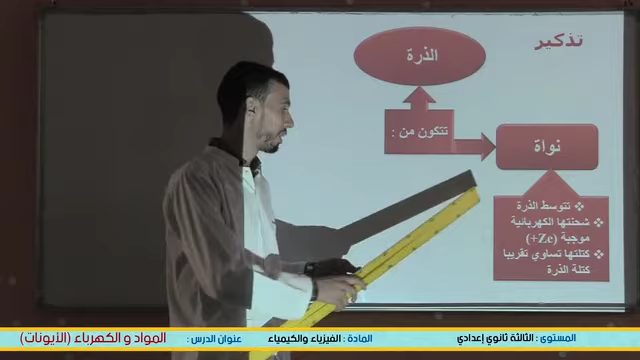 تذكير
الذرة
تتكون من :
نواة
❖ تتوسط الذرة
❖ شحنتها الكهربائية
موجبة (+Ze)
❖ كتلتها تساوي تقريبا
كتلة الذرة
المستوى : الثالثة ثانوي إعدادي
المادة : الفيزياء والكيمياء
عنوان الدرس : المواد و الكهرباء (الأيونات)